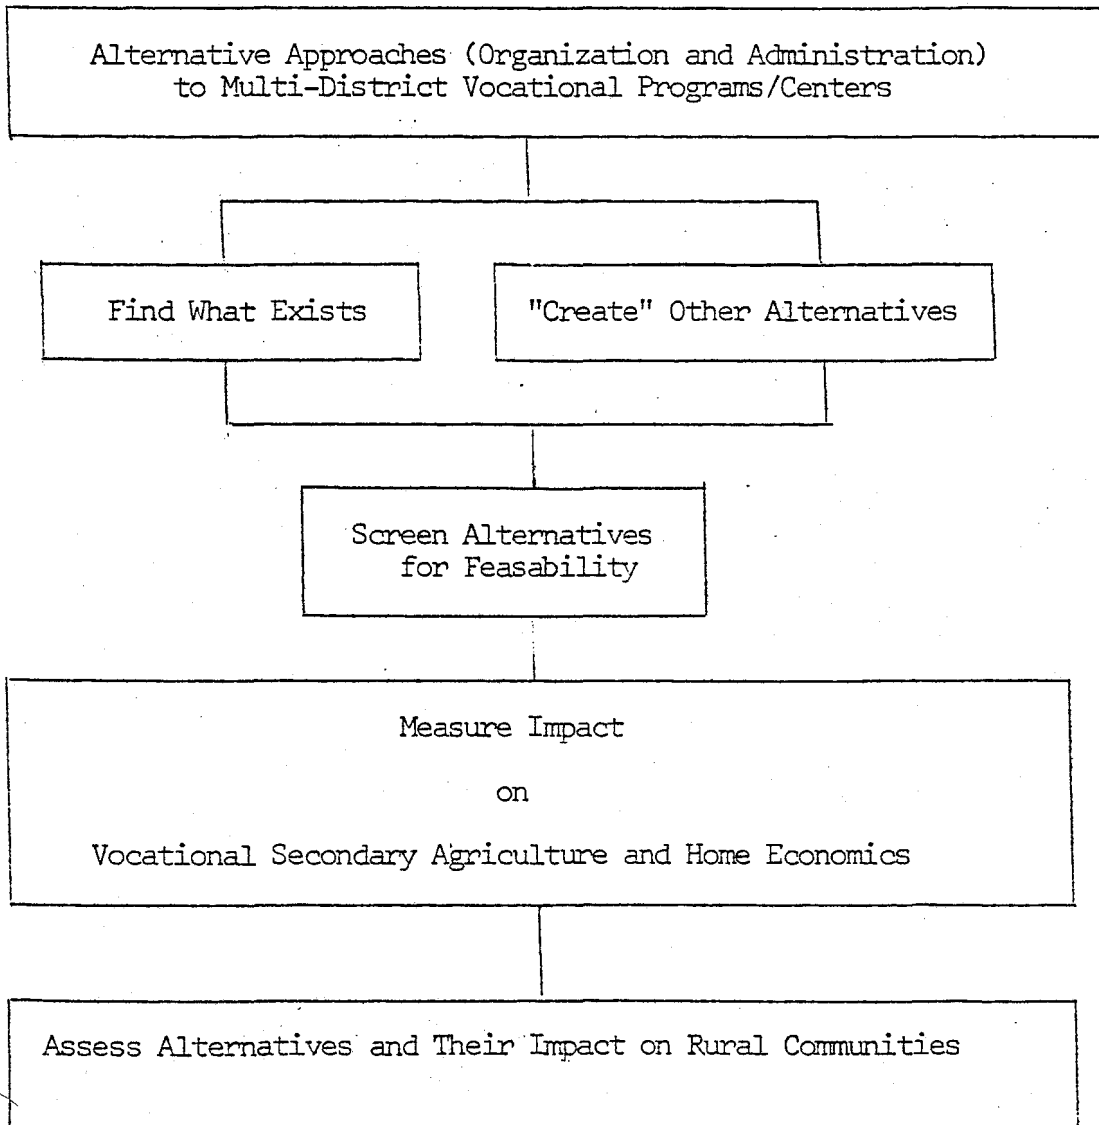 Alternative Approaches (Organization and Administration)
to Multi-District Vocational Programs/Centers
Find What Exists
"Create" Other Alternatives
Screen Alternatives
for Feasability
Measure Impact
on
Vocational Secondary Agriculture and Home Economics
Assess Alternatives and Their Impact on Rural Communities